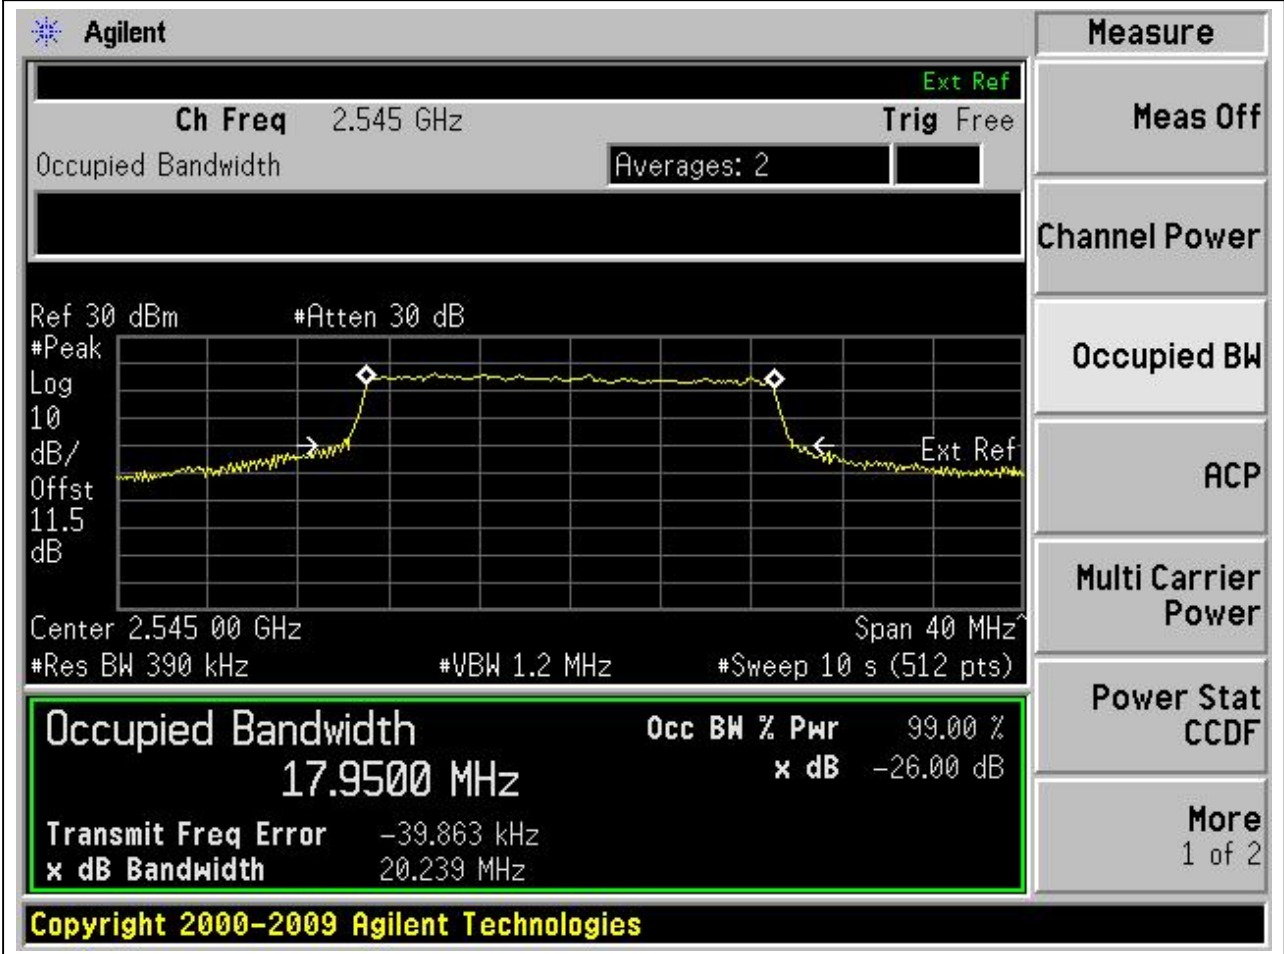 Agilent
Measure
Ext Ref
Ch Freq 2.545 GHz Trig Free
Meas Off
Occupied Bandwidth Averages: 2
Channel Power
Ref 30 dBm #Atten 30 dB
#Peak
Log
10
dB/
Offst
11.5
dB
Ext Ref
Occupied BW
ACP
Center 2.545 00 GHz Span 40 MHz^
#Res BW 390 kHz #VBW 1.2 MHz #Sweep 10 s (512 pts)
Multi Carrier
Power
Occupied Bandwidth
17.9500 MHz
Occ BW % Pwr 99.00 %
x dB -26.00 dB
Transmit Freq Error -39.863 kHz
x dB Bandwidth 20.239 MHz
Power Stat
CCDF
More
1 of 2
Copyright 2000-2009 Agilent Technologies